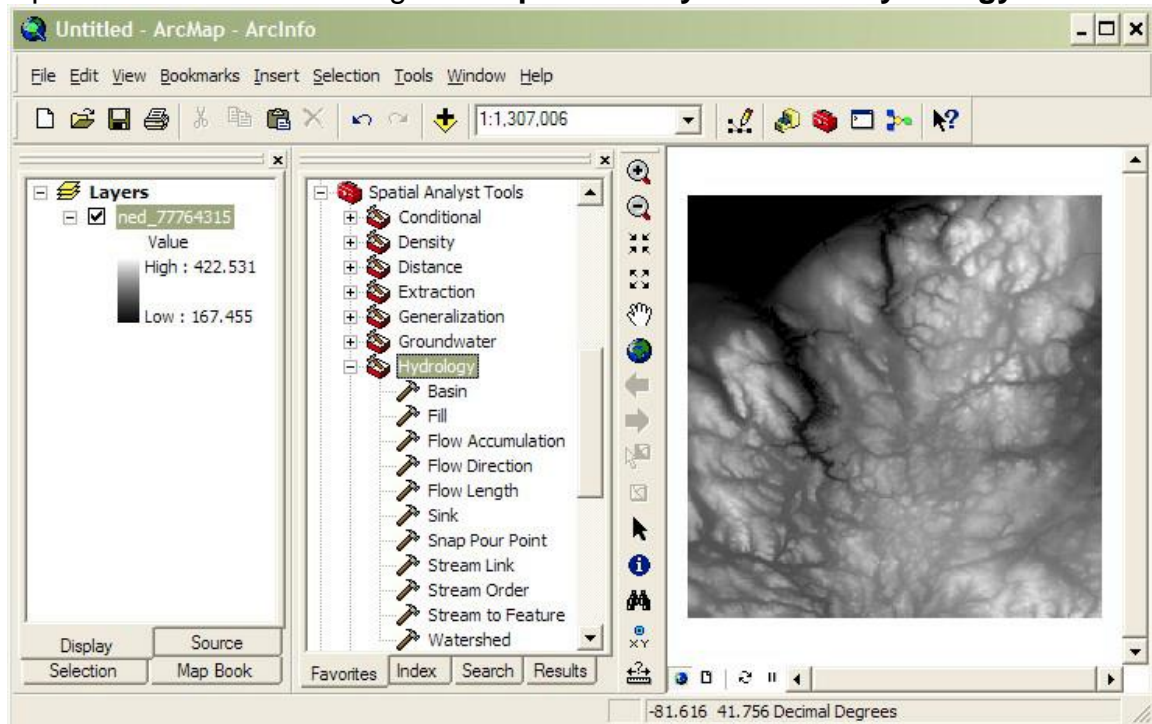 Untitled - ArcMap - ArcInfo
File Edit View Bookmarks Insert Selection Tools Window Help
1:1,307,006
Layers
ned_77764315
Value
High : 422.531
Low : 167.455
Display
Source
Selection
Map Book
Spatial Analyst Tools
Conditional
Density
Distance
Extraction
Generalization
Groundwater
Hydrology
Basin
Fill
Flow Accumulation
Flow Direction
Flow Length
Sink
Snap Pour Point
Stream Link
Stream Order
Stream to Feature
Watershed
Favorites
Index
Search
Results
XY
-81.616 41.756 Decimal Degrees